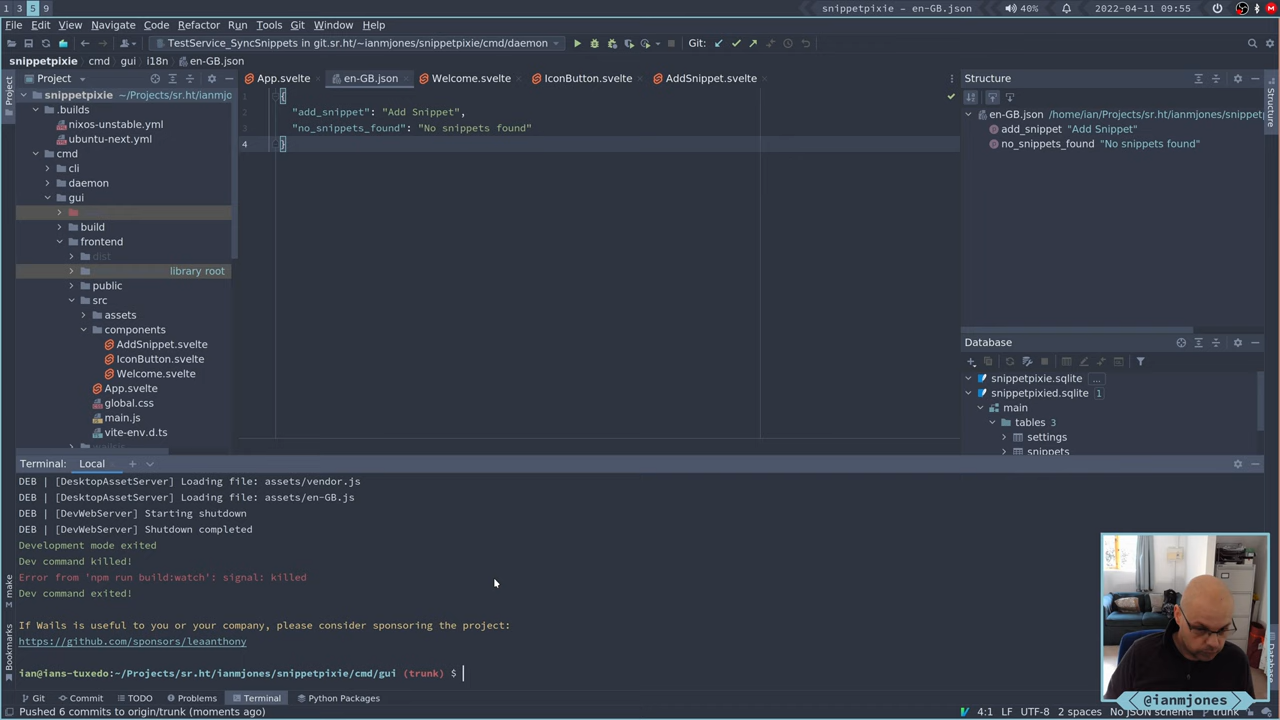 1 3 5 9
snippetpixie – en-GB.json
40%
2022-04-11 09:55
File Edit View Navigate Code Refactor Run Tools Git Window Help
TestService_SyncSnippets in git.sr.ht/~ianmjones/snippetpixie/cmd/daemon
Git:
snippetpixie cmd gui i18n en-GB.json
Project
App.svelte
en-GB.json
Welcome.svelte
IconButton.svelte
AddSnippet.svelte
Structure
snippetpixie ~/Projects/sr.ht/ianmj
.builds
nixos-unstable.yml
ubuntu-next.yml
cmd
cli
daemon
gui
build
frontend
dist
library root
public
src
assets
components
AddSnippet.svelte
IconButton.svelte
Welcome.svelte
App.svelte
global.css
main.js
vite-env.d.ts
1 {
2 "add_snippet": "Add Snippet",
3 "no_snippets_found": "No snippets found"
4 }
en-GB.json /home/ian/Projects/sr.ht/ianmjones/snippet
add_snippet "Add Snippet"
no_snippets_found "No snippets found"
Database
snippetpixie.sqlite ...
snippetpixied.sqlite 1
main
tables 3
settings
snippets
Terminal: Local
DEB | [DesktopAssetServer] Loading file: assets/vendor.js
DEB | [DesktopAssetServer] Loading file: assets/en-GB.js
DEB | [DevWebServer] Starting shutdown
DEB | [DevWebServer] Shutdown completed
Development mode exited
Dev command killed!
Error from 'npm run build:watch': signal: killed
Dev command exited!
If Wails is useful to you or your company, please consider sponsoring the project:
https://github.com/sponsors/leaanthony
ian@ians-tuxedo:~/Projects/sr.ht/ianmjones/snippetpixie/cmd/gui (trunk) $
Project
make
Bookmarks
Structure
Database
@ianmjones
Git Commit TODO Problems Terminal Python Packages
Pushed 6 commits to origin/trunk (moments ago)
4:1 LF UTF-8 2 spaces No JSON schema trunk